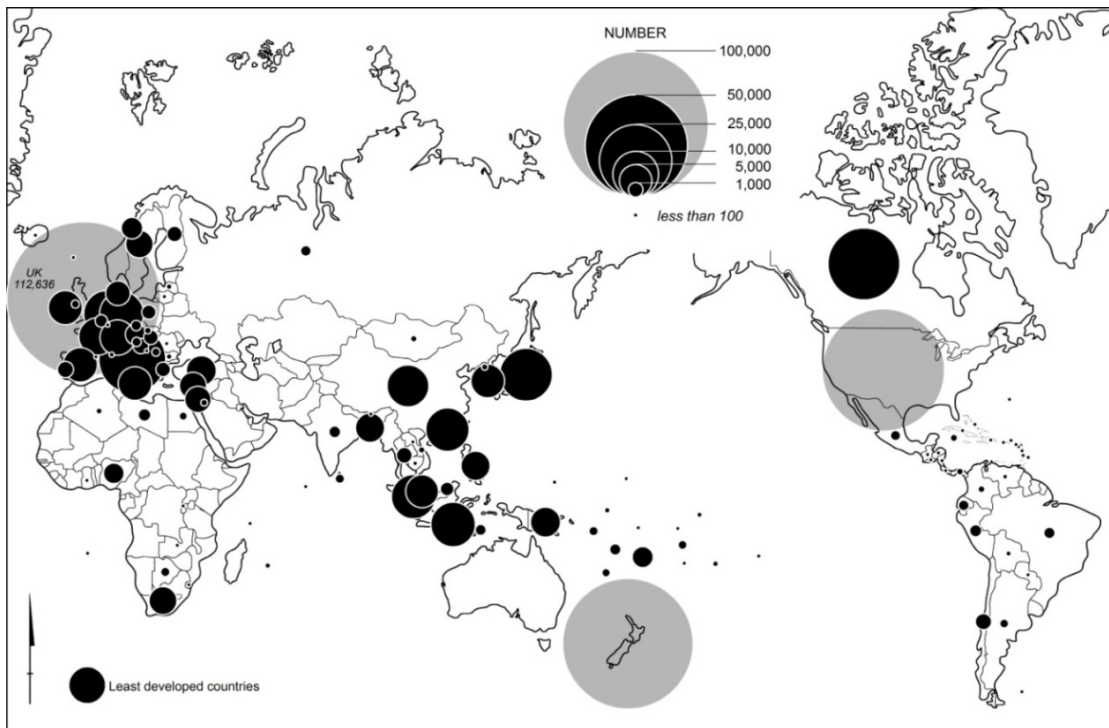 NUMBER
100,000
50,000
25,000
10,000
5,000
1,000
less than 100
UK
112,636
Least developed countries